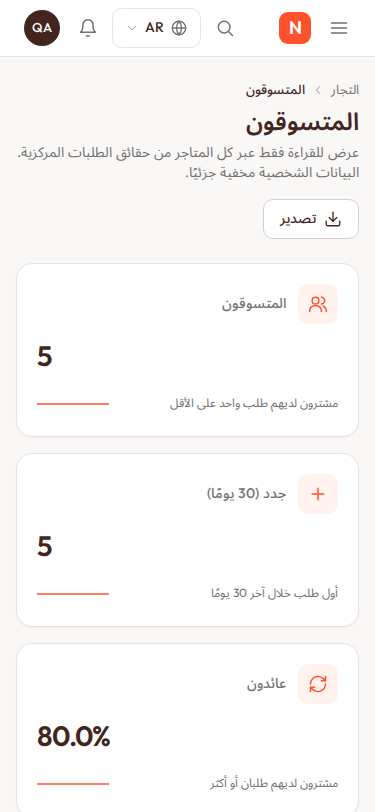 N
AR
QA
التجار > المتسوقون
المتسوقون
عرض للقراءة فقط عبر كل المتاجر من حقائق الطلبات المركزية.
البيانات الشخصية مخفية جزئيًا.
تصدير
المتسوقون
5
مشترون لديهم طلب واحد على الأقل
جدد (30 يومًا)
5
أول طلب خلال آخر 30 يومًا
عائدون
80.0%
مشترون لديهم طلبان أو أكثر